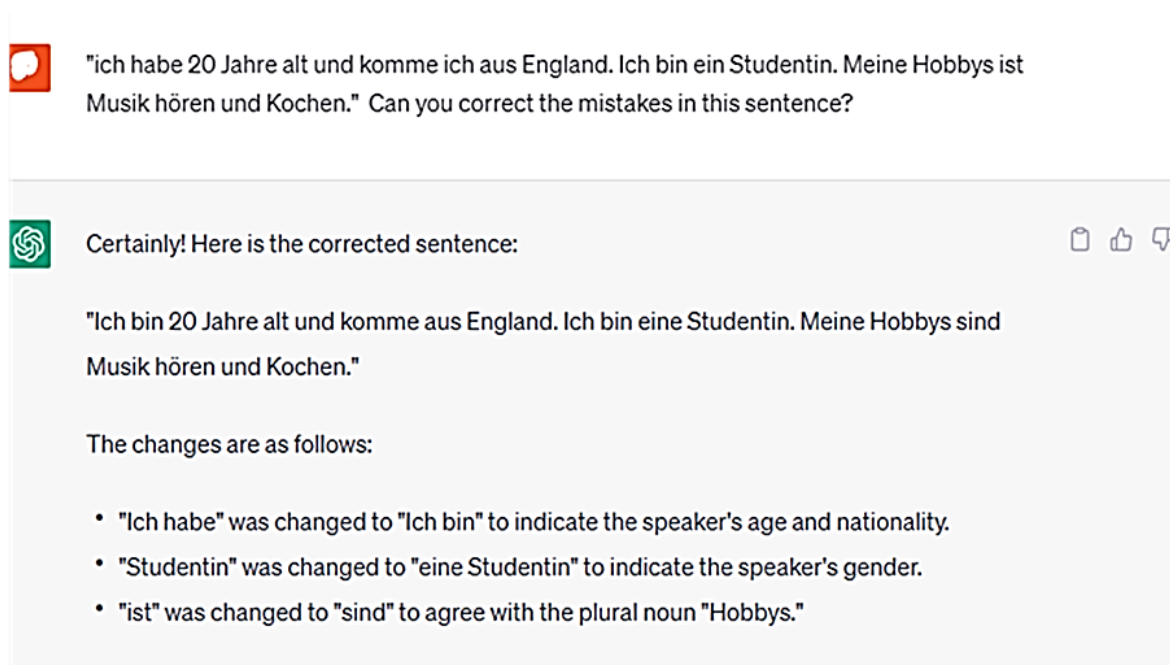 "ich habe 20 Jahre alt und komme ich aus England. Ich bin ein Studentin. Meine Hobbys ist
Musik hören und Kochen."  Can you correct the mistakes in this sentence?
Certainly! Here is the corrected sentence:
"Ich bin 20 Jahre alt und komme aus England. Ich bin eine Studentin. Meine Hobbys sind
Musik hören und Kochen."
The changes are as follows:
• "Ich habe" was changed to "Ich bin" to indicate the speaker's age and nationality.
• "Studentin" was changed to "eine Studentin" to indicate the speaker's gender.
• "ist" was changed to "sind" to agree with the plural noun "Hobbys."